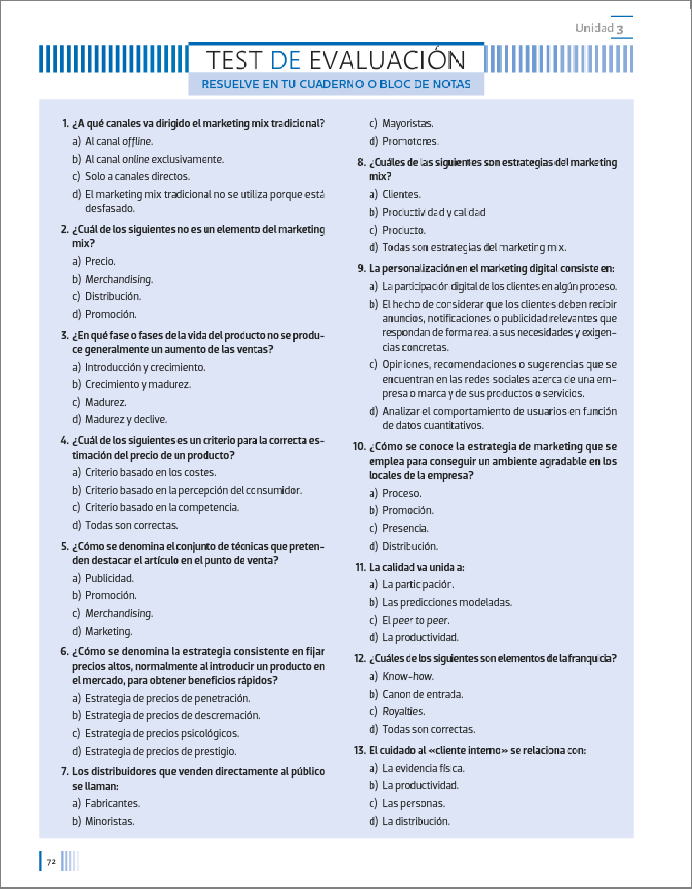 Unidad 3
TEST DE EVALUACIÓN
RESUELVE EN TU CUADERNO O BLOC DE NOTAS
1. ¿A qué canales va dirigido el marketing mix tradicional?
a) Al canal offline.
b) Al canal online exclusivamente.
c) Solo a canales directos.
d) El marketing mix tradicional no se utiliza porque está
desfasado.
2. ¿Cuál de los siguientes no es un elemento del marketing
mix?
a) Precio.
b) Merchandising.
c) Distribución.
d) Promoción.
3. ¿En qué fase o fases de la vida del producto no se produ-
ce generalmente un aumento de las ventas?
a) Introducción y crecimiento.
b) Crecimiento y madurez.
c) Madurez.
d) Madurez y declive.
4. ¿Cuál de los siguientes es un criterio para la correcta es-
timación del precio de un producto?
a) Criterio basado en los costes.
b) Criterio basado en la percepción del consumidor.
c) Criterio basado en la competencia.
d) Todas son correctas.
5. ¿Cómo se denomina el conjunto de técnicas que preten-
den destacar el artículo en el punto de venta?
a) Publicidad.
b) Promoción.
c) Merchandising.
d) Marketing.
6. ¿Cómo se denomina la estrategia consistente en fijar
precios altos, normalmente al introducir un producto en
el mercado, para obtener beneficios rápidos?
a) Estrategia de precios de penetración.
b) Estrategia de precios de descremación.
c) Estrategia de precios psicológicos.
d) Estrategia de precios de prestigio.
7. Los distribuidores que venden directamente al público
se llaman:
a) Fabricantes.
b) Minoristas.
c) Mayoristas.
d) Promotores.
8. ¿Cuáles de las siguientes son estrategias del marketing
mix?
a) Clientes.
b) Productividad y calidad
c) Producto.
d) Todas son estrategias del marketing mix.
9. La personalización en el marketing digital consiste en:
a) La participación digital de los clientes en algún proceso.
b) El hecho de considerar que los clientes deben recibir
anuncios, notificaciones o publicidad relevantes que
respondan de forma real a sus necesidades y exigen-
cias concretas.
c) Opiniones, recomendaciones o sugerencias que se
encuentran en las redes sociales acerca de una em-
presa o marca y de sus productos o servicios.
d) Analizar el comportamiento de usuarios en función
de datos cuantitativos.
10. ¿Cómo se conoce la estrategia de marketing que se
emplea para conseguir un ambiente agradable en los
locales de la empresa?
a) Proceso.
b) Promoción.
c) Presencia.
d) Distribución.
11. La calidad va unida a:
a) La participación.
b) Las predicciones modeladas.
c) El peer to peer.
d) La productividad.
12. ¿Cuáles de los siguientes son elementos de la franquicia?
a) Know-how.
b) Canon de entrada.
c) Royalties.
d) Todas son correctas.
13. El cuidado al «cliente interno» se relaciona con:
a) La evidencia física.
b) La productividad.
c) Las personas.
d) La distribución.
72